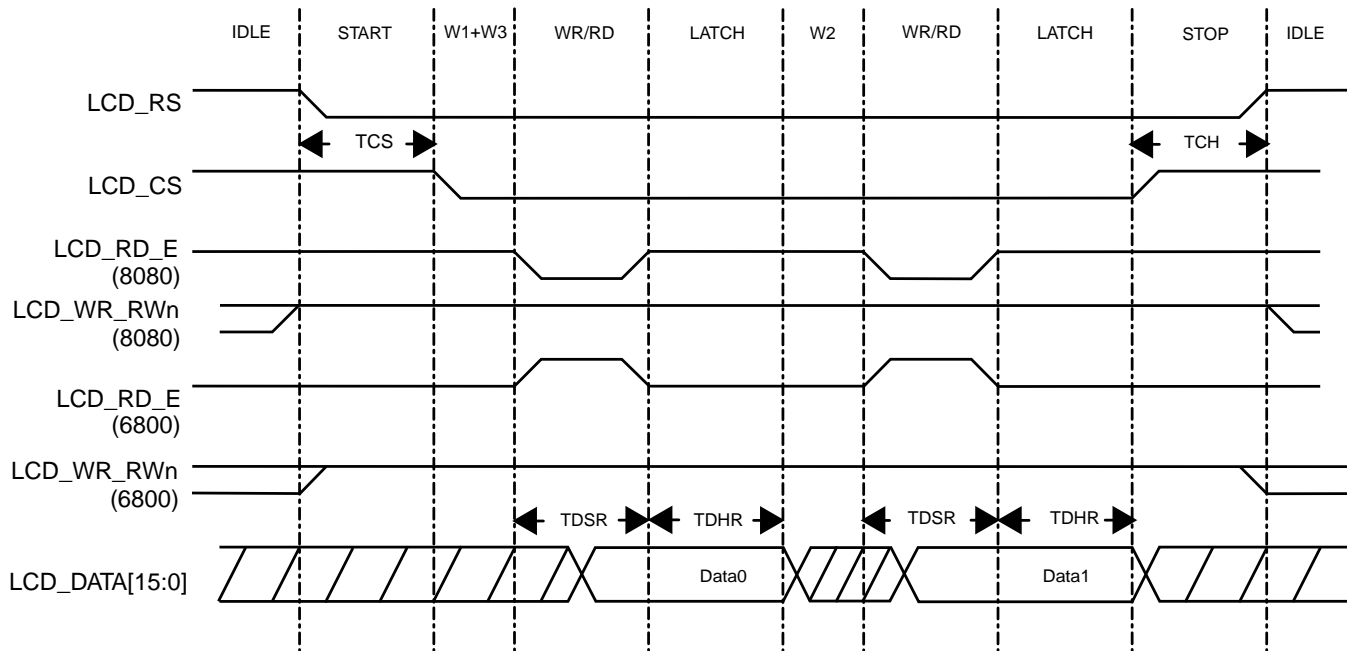 IDLE START W1+W3 WR/RD LATCH W2 WR/RD LATCH STOP IDLE
LCD_RS
TCS TCH
LCD_CS
LCD_RD_E
(8080)
LCD_WR_RWn
(8080)
LCD_RD_E
(6800)
LCD_WR_RWn
(6800)
TDSR TDHR TDSR TDHR
LCD_DATA[15:0] Data0 Data1